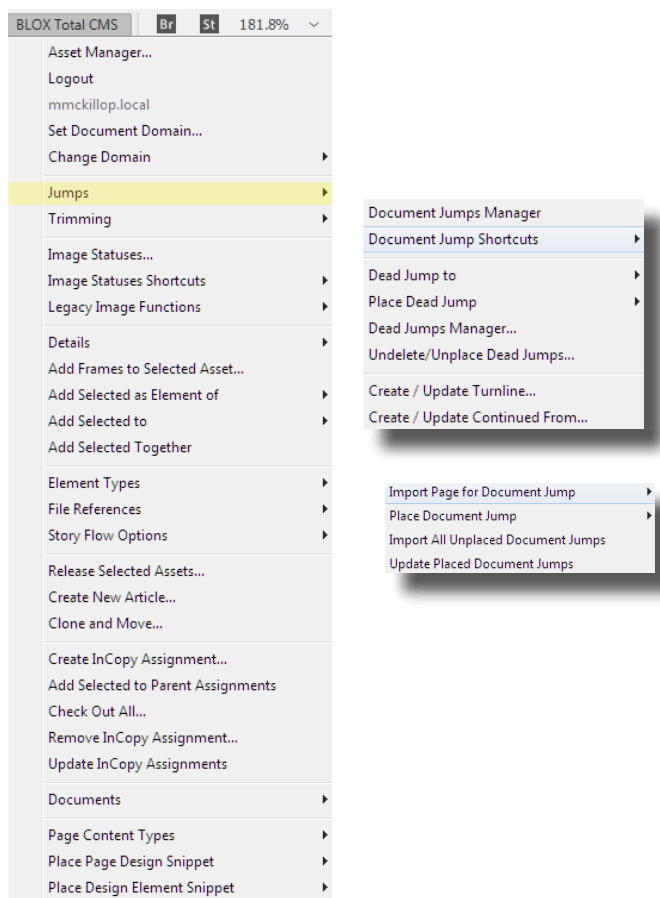 BLOX Total CMS Br St 181.8%
Asset Manager...
Logout
mmckillop.local
Set Document Domain...
Change Domain
Jumps
Trimming
Image Statuses...
Image Statuses Shortcuts
Legacy Image Functions
Details
Add Frames to Selected Asset...
Add Selected as Element of
Add Selected to
Add Selected Together
Element Types
File References
Story Flow Options
Release Selected Assets...
Create New Article...
Clone and Move...
Create InCopy Assignment...
Add Selected to Parent Assignments
Check Out All...
Remove InCopy Assignment...
Update InCopy Assignments
Documents
Page Content Types
Place Page Design Snippet
Place Design Element Snippet
Document Jumps Manager
Document Jump Shortcuts
Dead Jump to
Place Dead Jump
Dead Jumps Manager...
Undelete/Unplace Dead Jumps...
Create / Update Turnline...
Create / Update Continued From...
Import Page for Document Jump
Place Document Jump
Import All Unplaced Document Jumps
Update Placed Document Jumps